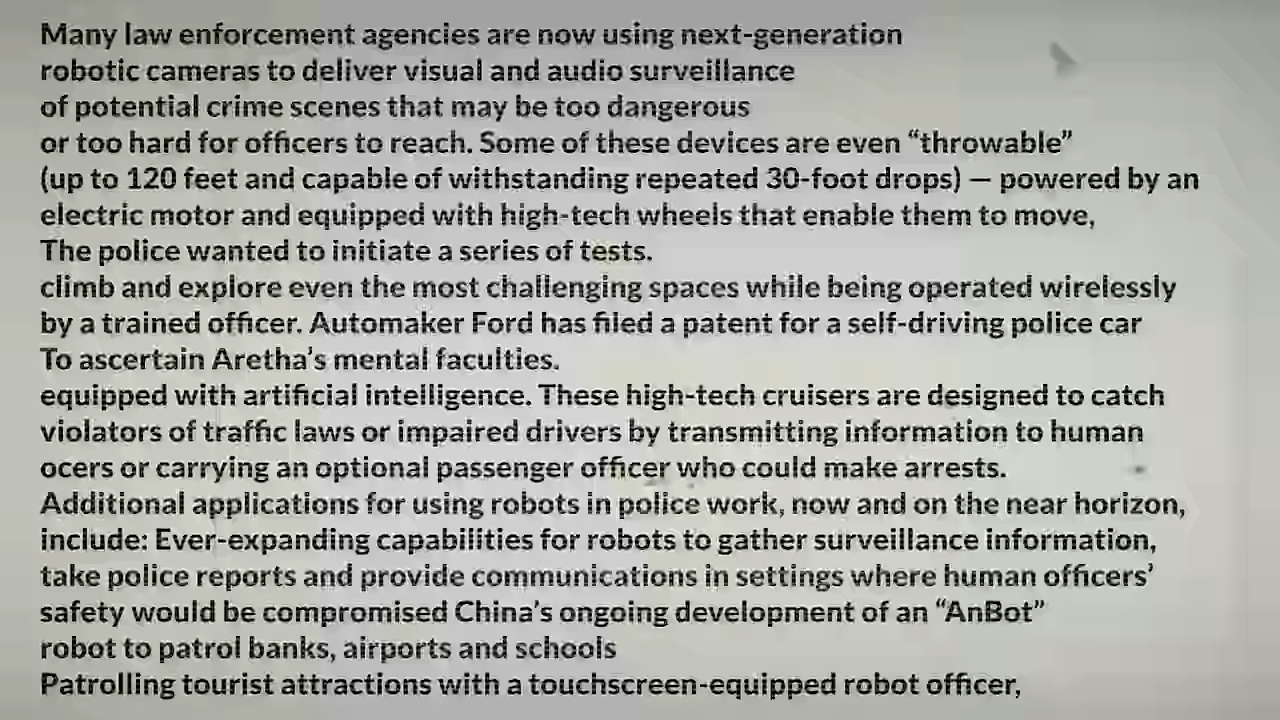 Many law enforcement agencies are now using next-generation
robotic cameras to deliver visual and audio surveillance
of potential crime scenes that may be too dangerous
or too hard for officers to reach. Some of these devices are even “throwable”
(up to 120 feet and capable of withstanding repeated 30-foot drops) — powered by an
electric motor and equipped with high-tech wheels that enable them to move,
The police wanted to initiate a series of tests.
climb and explore even the most challenging spaces while being operated wirelessly
by a trained officer. Automaker Ford has filed a patent for a self-driving police car
To ascertain Aretha’s mental faculties.
equipped with artificial intelligence. These high-tech cruisers are designed to catch
violators of traffic laws or impaired drivers by transmitting information to human
ocers or carrying an optional passenger officer who could make arrests.
Additional applications for using robots in police work, now and on the near horizon,
include: Ever-expanding capabilities for robots to gather surveillance information,
take police reports and provide communications in settings where human officers’
safety would be compromised China’s ongoing development of an “AnBot”
robot to patrol banks, airports and schools
Patrolling tourist attractions with a touchscreen-equipped robot officer,